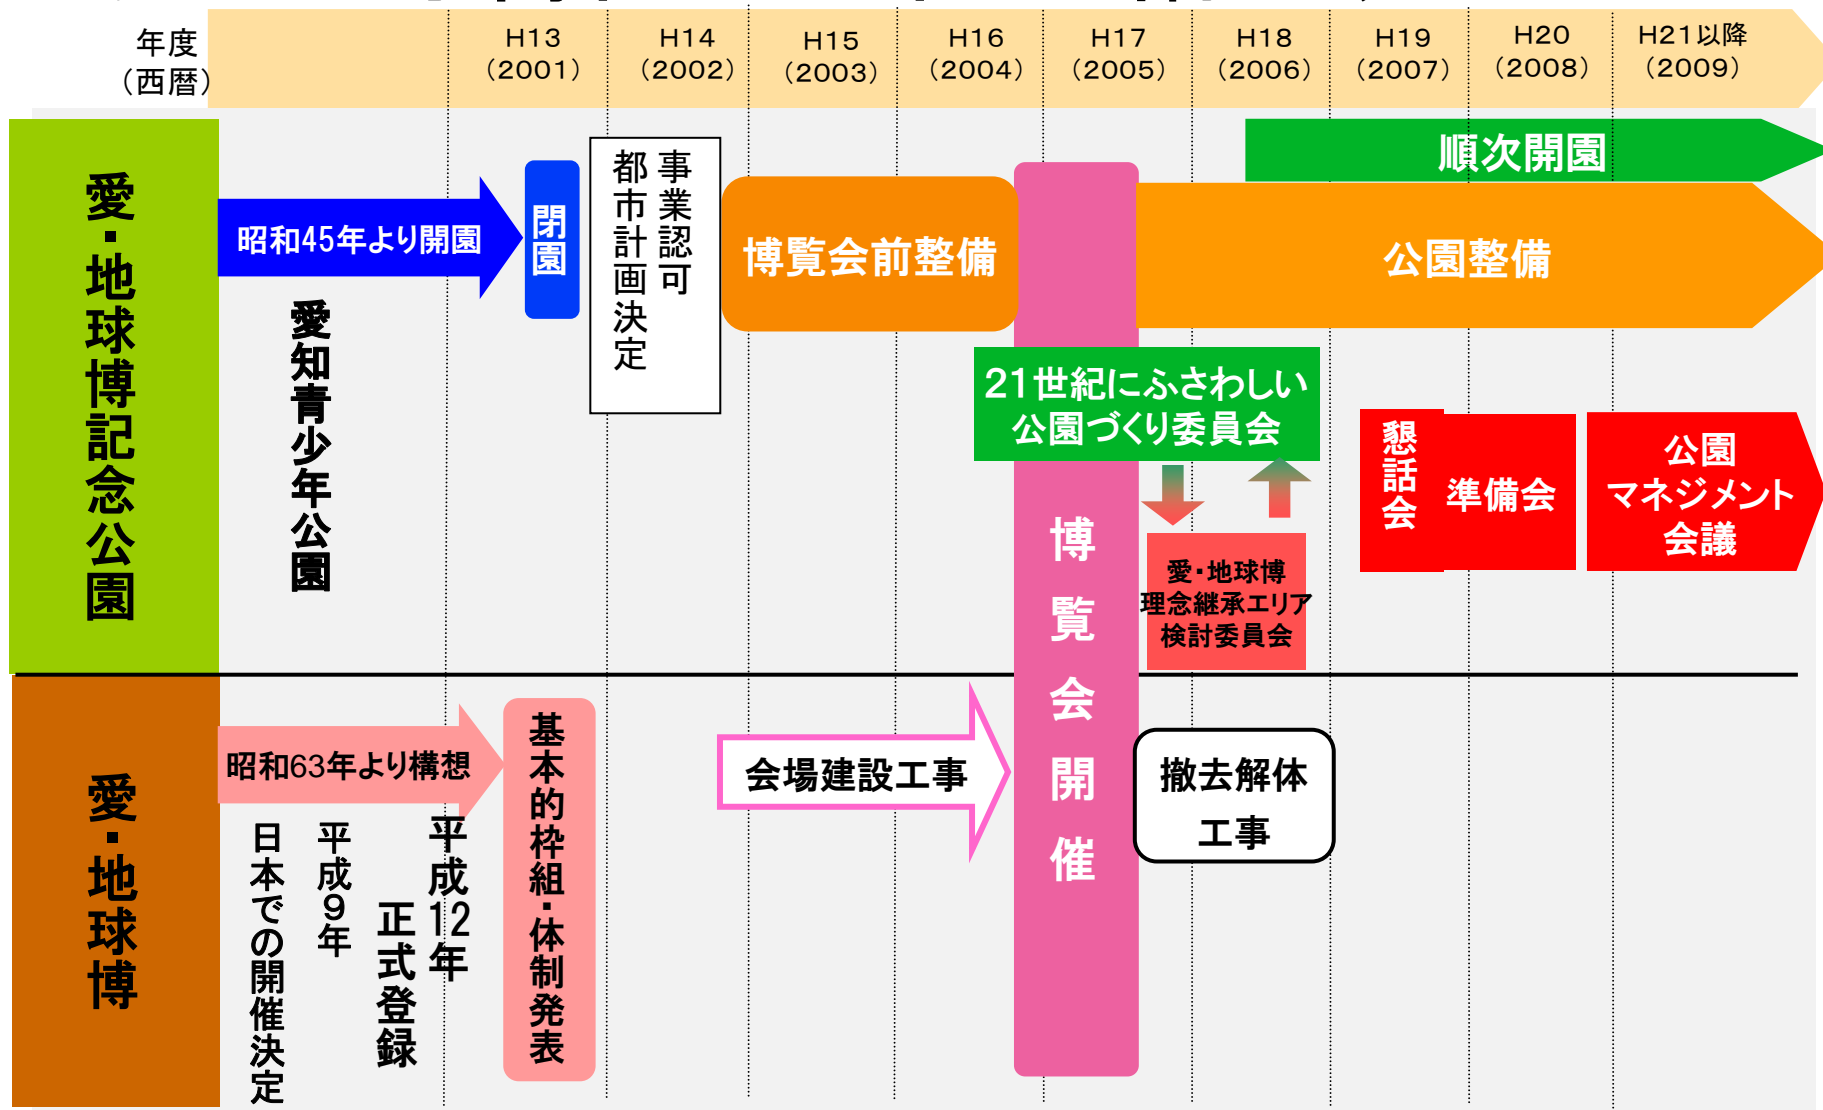 年度
（西暦）
H13
（2001）
H14
（2002）
H15
（2003）
H16
（2004）
H17
（2005）
H18
（2006）
H19
（2007）
H20
（2008）
H21以降
（2009）
愛・地球博記念公園
昭和45年より開園
愛知青少年公園
閉園
事業認可
都市計画決定
博覧会前整備
順次開園
公園整備
21世紀にふさわしい
公園づくり委員会
愛・地球博
理念継承エリア
検討委員会
懇話会
準備会
公園
マネジメント
会議
博覧会開催
愛・地球博
昭和63年より構想
平成9年
日本での開催決定
平成12年
正式登録
基本的枠組・体制発表
会場建設工事
撤去解体
工事